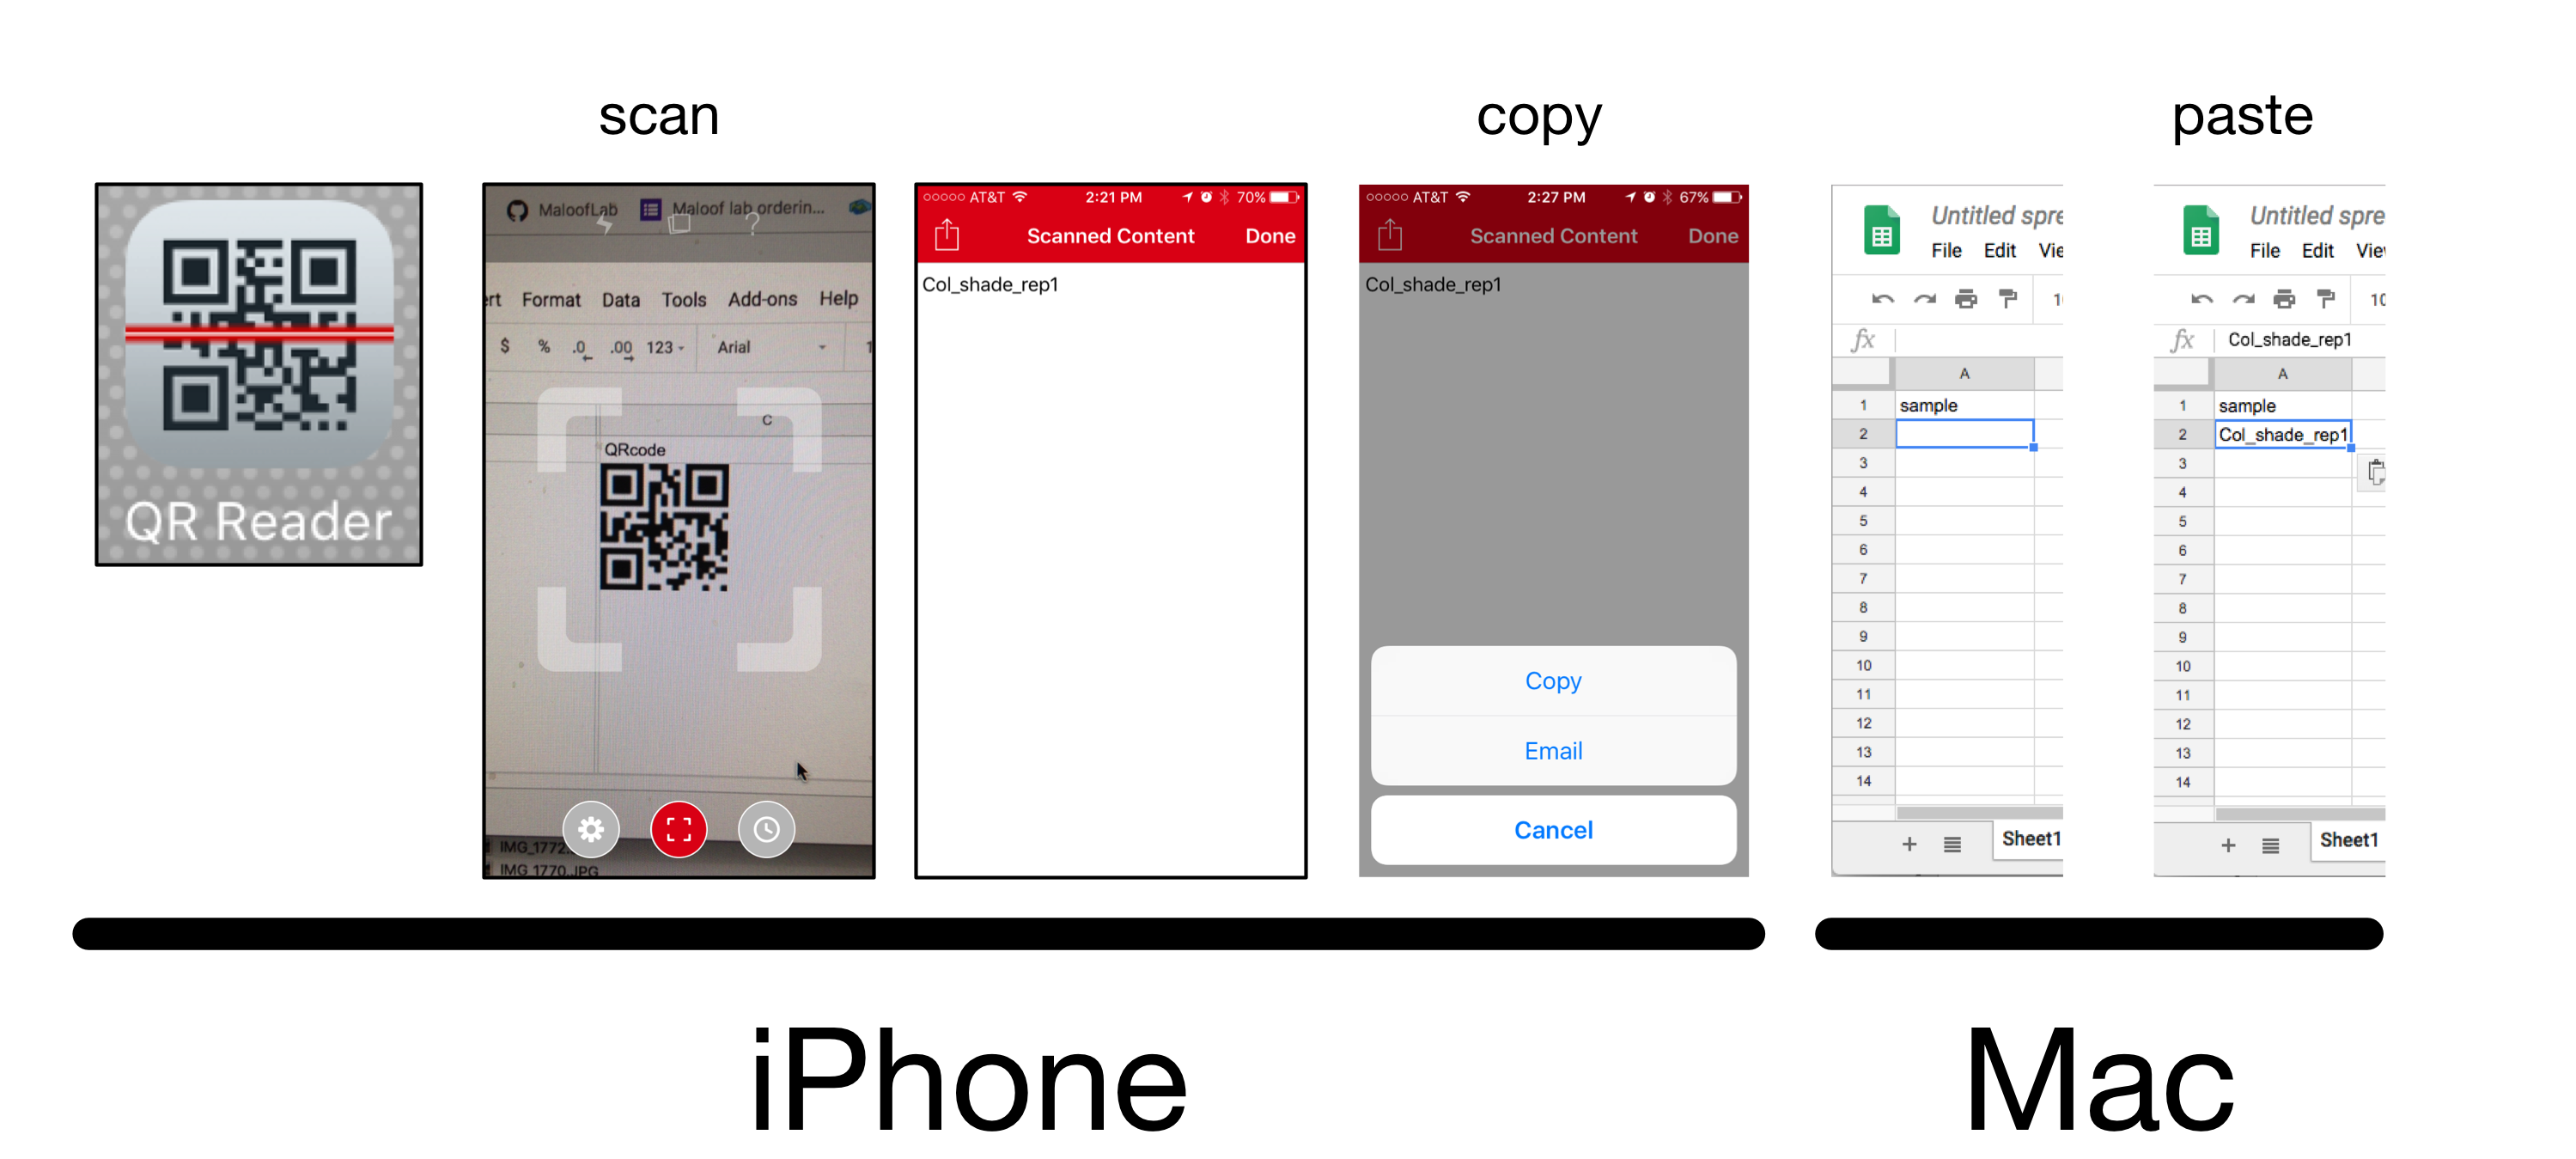 scan
copy
paste
QR Reader
MaloofLab
Maloof lab orderin...
?
Format Data Tools Add-ons Help
$ % .0 .00 123 Arial
C
QRcode
IMG_1770.JPG
AT&T 2:21 PM 70%
Scanned Content Done
Col_shade_rep1
AT&T 2:27 PM 67%
Scanned Content Done
Col_shade_rep1
Copy
Email
Cancel
Untitled spre
File Edit Vie
fx
A
1 sample
2
3
4
5
6
7
8
9
10
11
12
13
14
+ Sheet1
Untitled spre
File Edit Vie
10
fx Col_shade_rep1
A
1 sample
2 Col_shade_rep1
3
4
5
6
7
8
9
10
11
12
13
14
+ Sheet1
iPhone
Mac